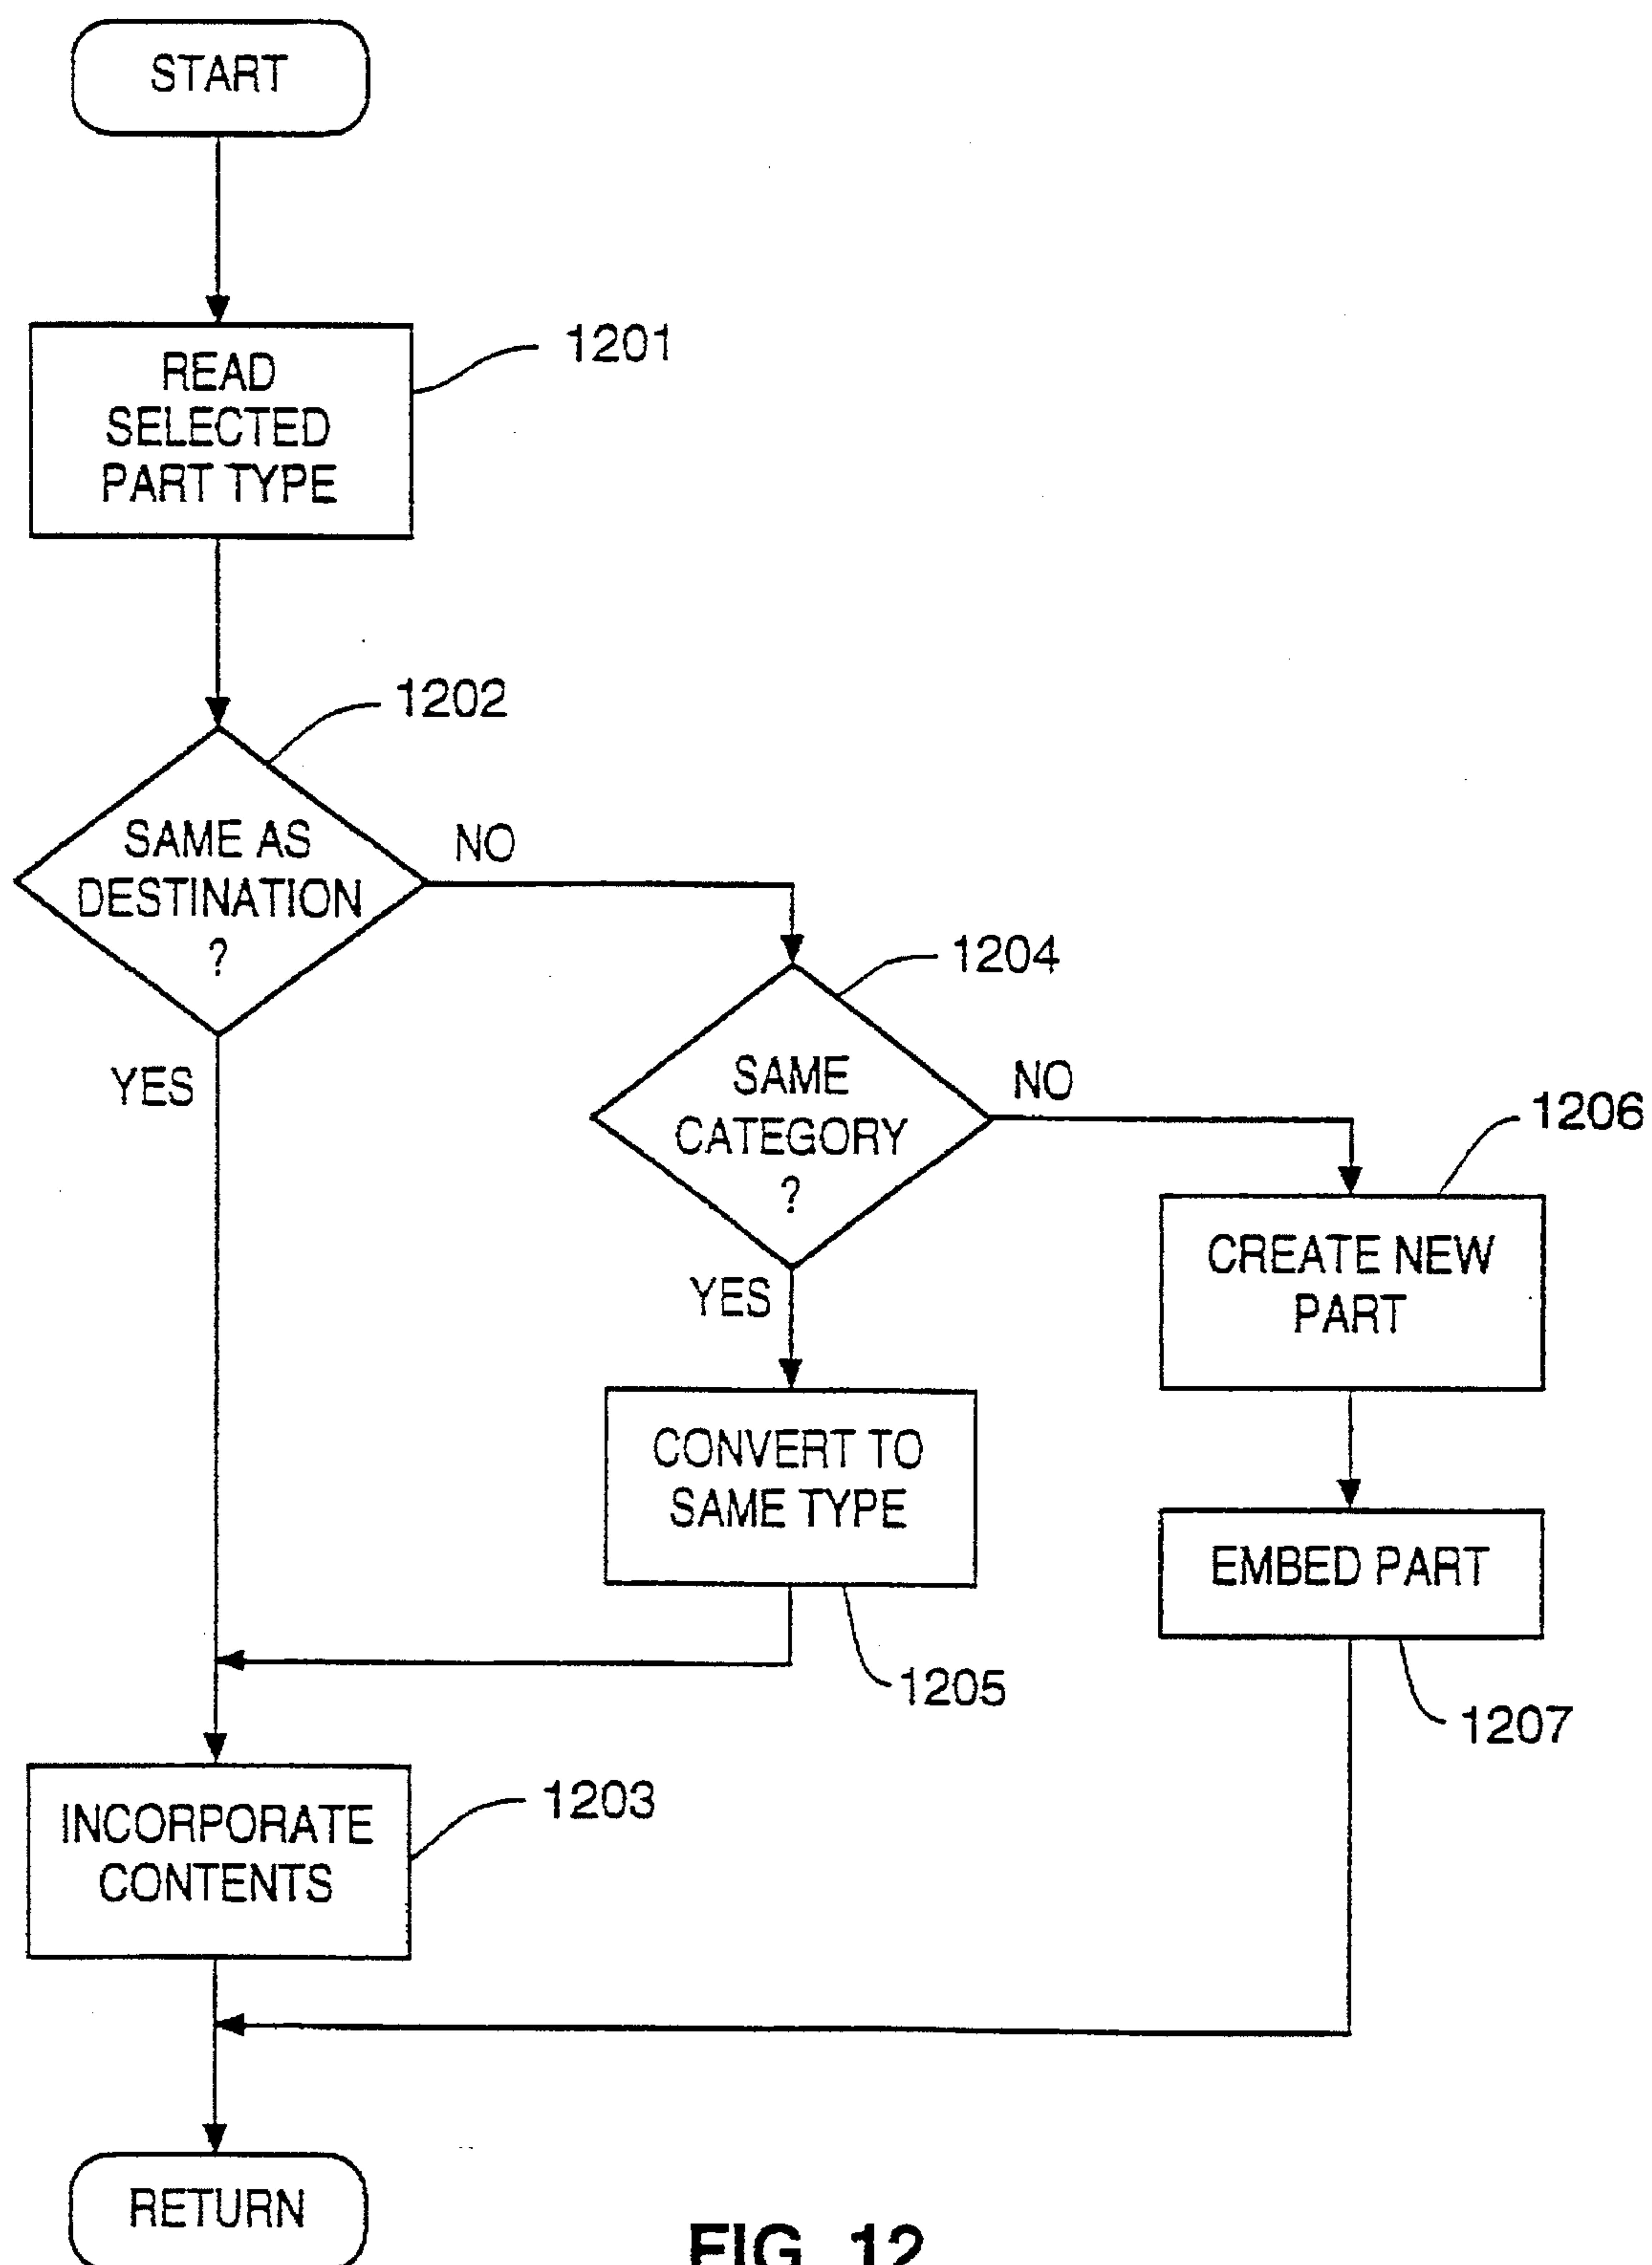 START
READ
SELECTED
PART TYPE
1201
1202
SAME AS
DESTINATION
?
NO
YES
1204
SAME
CATEGORY
?
NO
YES
1206
CREATE NEW
PART
CONVERT TO
SAME TYPE
EMBED PART
1205
1207
INCORPORATE
CONTENTS
1203
RETURN
FIG. 12